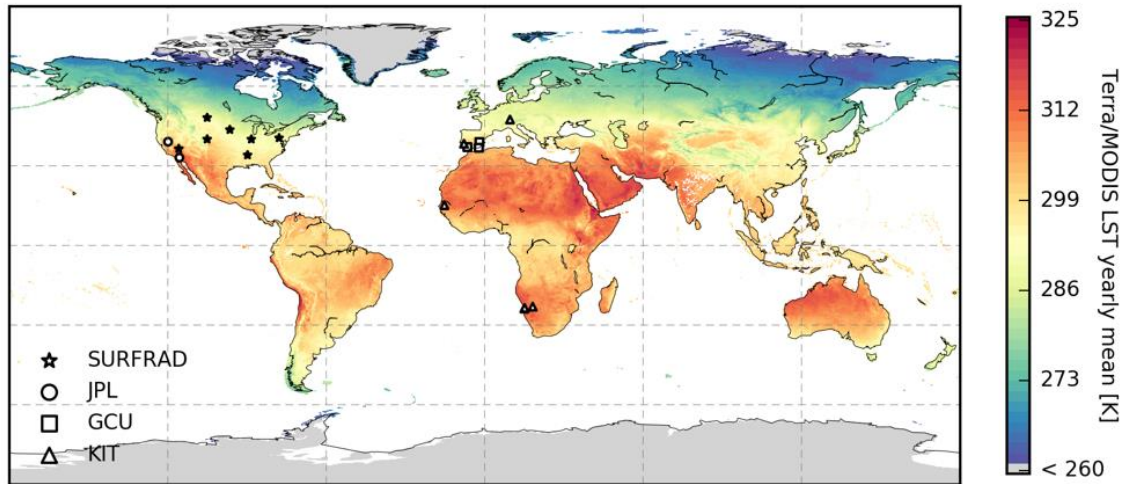 SURFRAD
JPL
GCU
KIT
325
312
299
286
273
< 260
Terra/MODIS LST yearly mean [K]